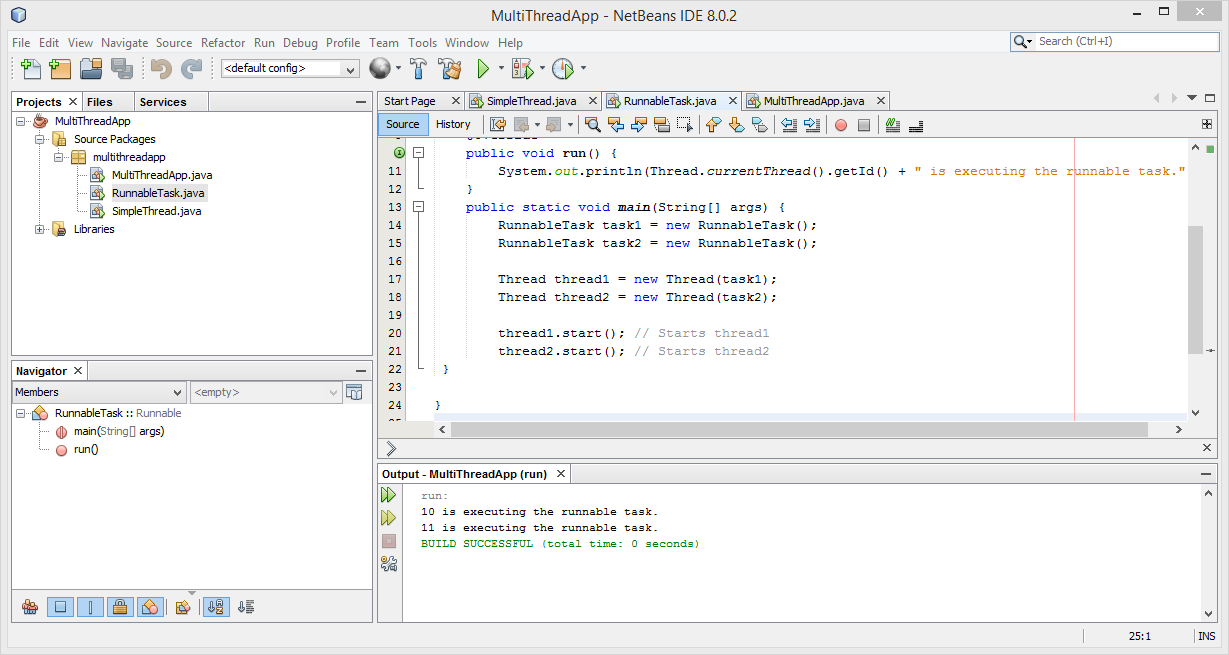 MultiThreadApp - NetBeans IDE 8.0.2
File Edit View Navigate Source Refactor Run Debug Profile Team Tools Window Help
Search (Ctrl+I)
<default config>
Projects
Files
Services
MultiThreadApp
Source Packages
multithreadapp
MultiThreadApp.java
RunnableTask.java
SimpleThread.java
Libraries
Navigator
Members
<empty>
RunnableTask :: Runnable
main(String[] args)
run()
Start Page
SimpleThread.java
RunnableTask.java
MultiThreadApp.java
Source
History
public void run() {
11 System.out.println(Thread.currentThread().getId() + " is executing the runnable task."
12 }
13 public static void main(String[] args) {
14 RunnableTask task1 = new RunnableTask();
15 RunnableTask task2 = new RunnableTask();
16
17 Thread thread1 = new Thread(task1);
18 Thread thread2 = new Thread(task2);
19
20 thread1.start(); // Starts thread1
21 thread2.start(); // Starts thread2
22 }
23
24 }
Output - MultiThreadApp (run)
run:
10 is executing the runnable task.
11 is executing the runnable task.
BUILD SUCCESSFUL (total time: 0 seconds)
25:1
INS